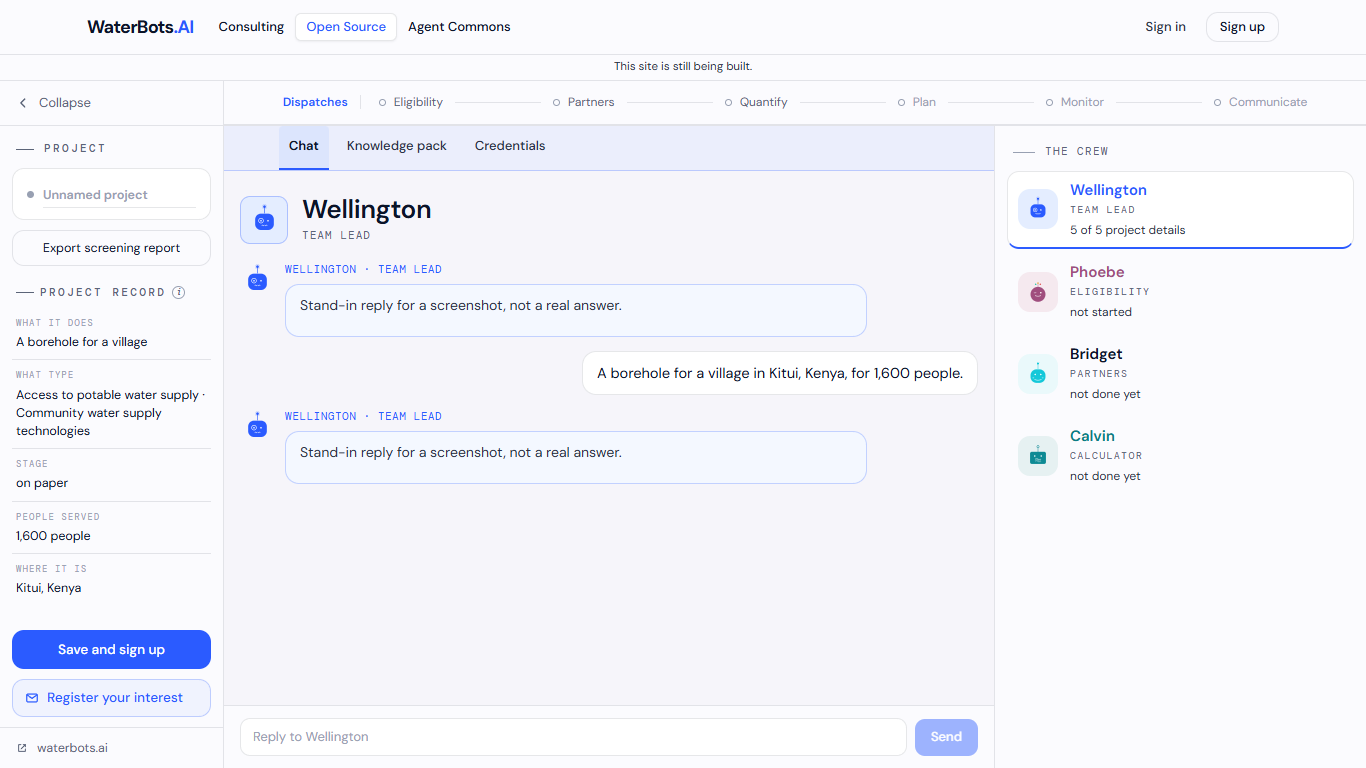 WaterBots.AI
Consulting
Open Source
Agent Commons
Sign in
Sign up
This site is still being built.
Collapse
Dispatches
Eligibility
Partners
Quantify
Plan
Monitor
Communicate
PROJECT
Unnamed project
Export screening report
PROJECT RECORD i
WHAT IT DOES
A borehole for a village
WHAT TYPE
Access to potable water supply ·
Community water supply
technologies
STAGE
on paper
PEOPLE SERVED
1,600 people
WHERE IT IS
Kitui, Kenya
Save and sign up
Register your interest
waterbots.ai
Chat
Knowledge pack
Credentials
Wellington
TEAM LEAD
WELLINGTON · TEAM LEAD
Stand-in reply for a screenshot, not a real answer.
A borehole for a village in Kitui, Kenya, for 1,600 people.
WELLINGTON · TEAM LEAD
Stand-in reply for a screenshot, not a real answer.
Reply to Wellington
Send
THE CREW
Wellington
TEAM LEAD
5 of 5 project details
Phoebe
ELIGIBILITY
not started
Bridget
PARTNERS
not done yet
Calvin
CALCULATOR
not done yet